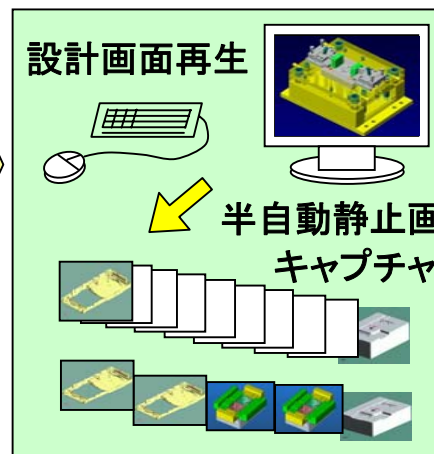 設計画面再生
半自動静止画
キャプチャ